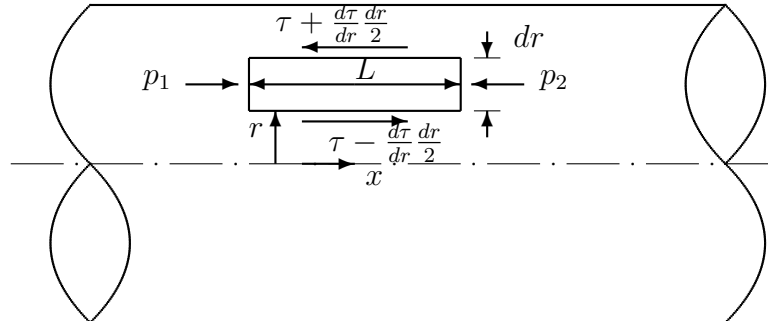 τ + dτ/dr dr/2
dr
p₁
L
p₂
r
τ − dτ/dr dr/2
x